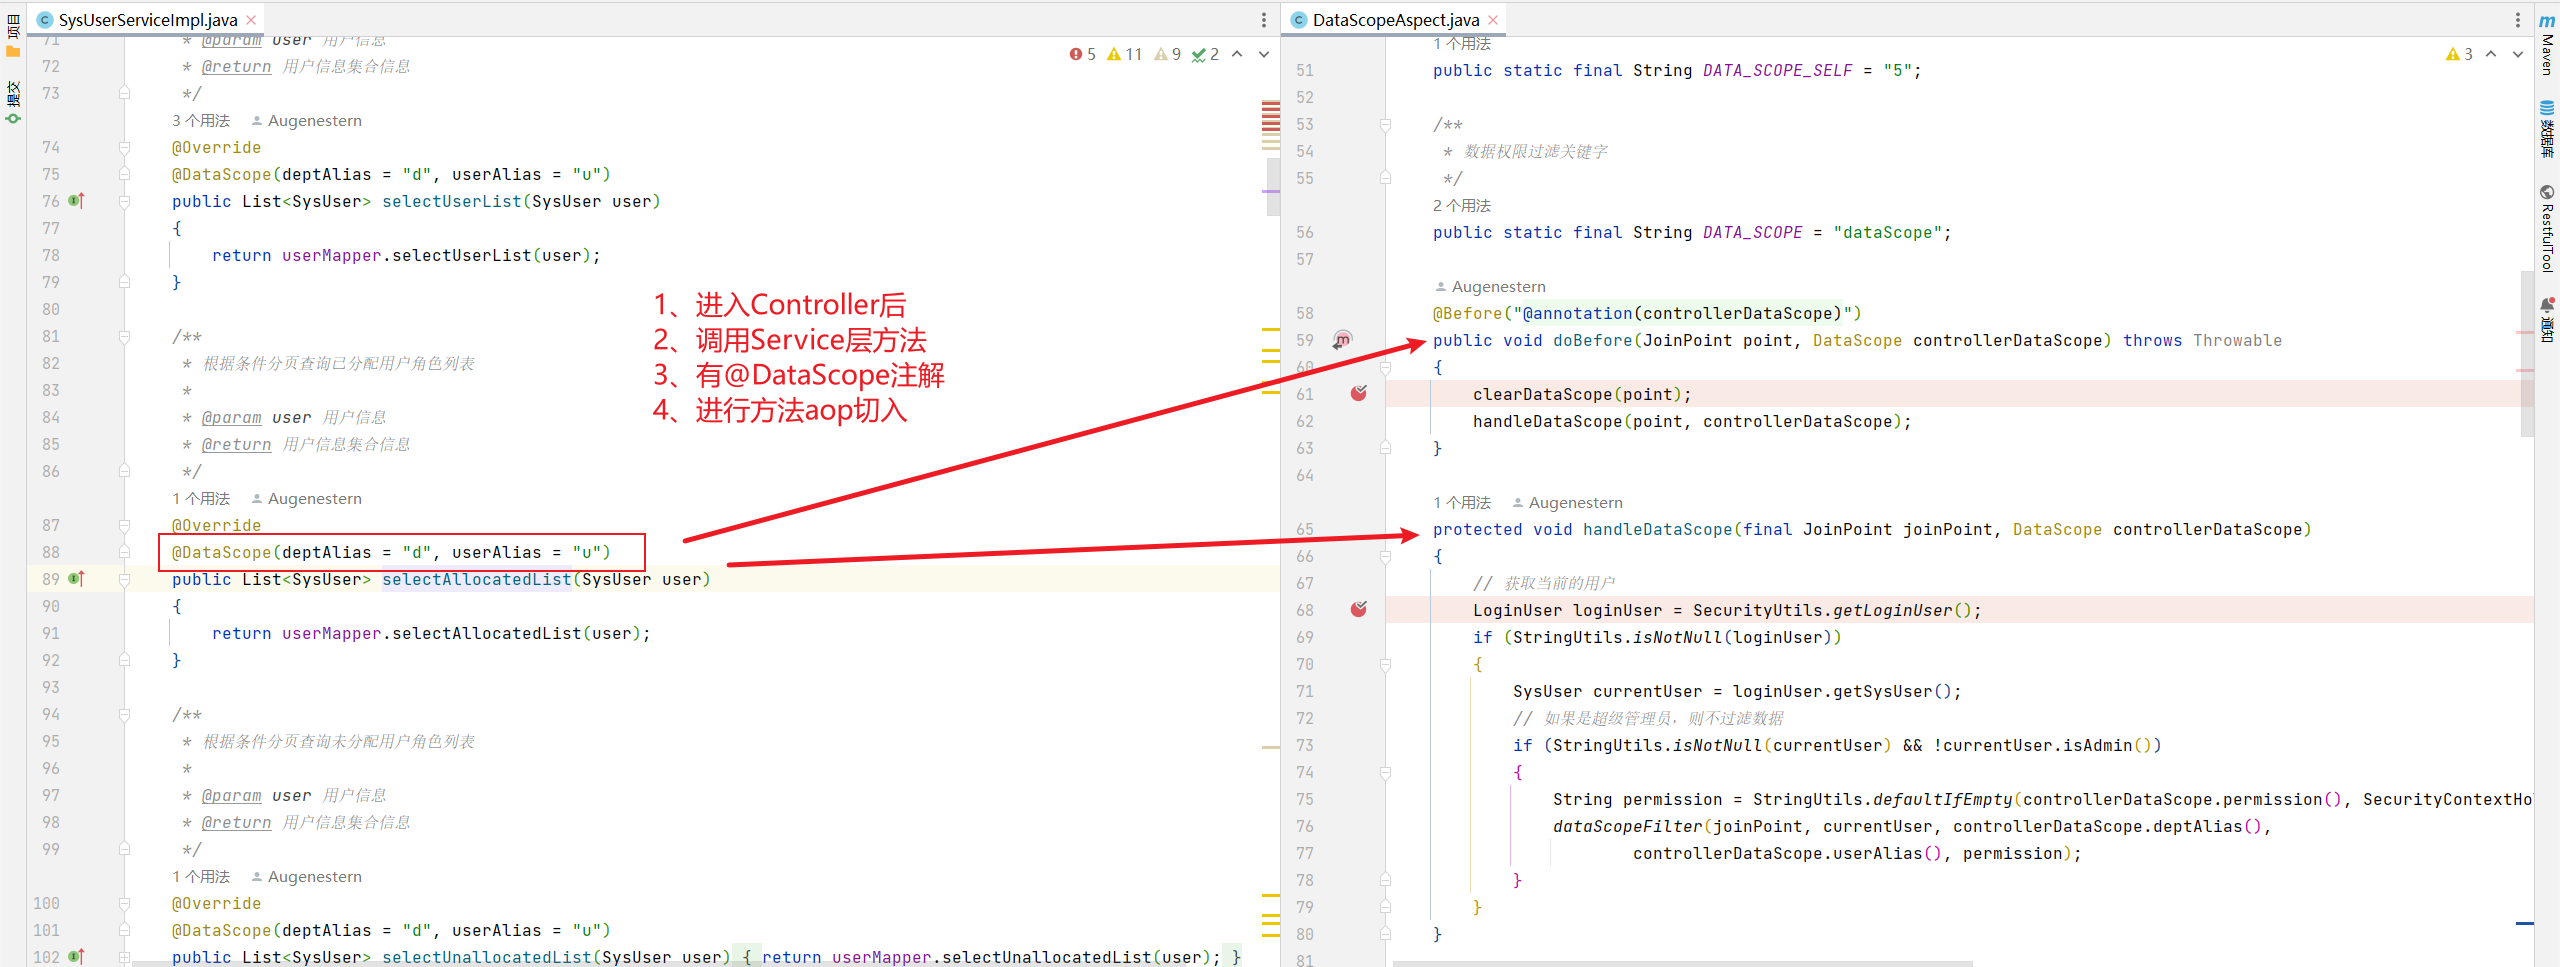 SysUserServiceImpl.java
5 11 9 2
71 * @param user 用户信息
72 * @return 用户信息集合信息
73 */
3 个用法 Augenestern
74 @Override
75 @DataScope(deptAlias = "d", userAlias = "u")
76 public List<SysUser> selectUserList(SysUser user)
77 {
78 return userMapper.selectUserList(user);
79 }
80
81 /**
82 * 根据条件分页查询已分配用户角色列表
83 *
84 * @param user 用户信息
85 * @return 用户信息集合信息
86 */
1 个用法 Augenestern
87 @Override
88 @DataScope(deptAlias = "d", userAlias = "u")
89 public List<SysUser> selectAllocatedList(SysUser user)
90 {
91 return userMapper.selectAllocatedList(user);
92 }
93
94 /**
95 * 根据条件分页查询未分配用户角色列表
96 *
97 * @param user 用户信息
98 * @return 用户信息集合信息
99 */
1 个用法 Augenestern
100 @Override
101 @DataScope(deptAlias = "d", userAlias = "u")
102 public List<SysUser> selectUnallocatedList(SysUser user) { return userMapper.selectUnallocatedList(user); }
1、进入Controller后
2、调用Service层方法
3、有@DataScope注解
4、进行方法aop切入
DataScopeAspect.java
3
1 个用法
51 public static final String DATA_SCOPE_SELF = "5";
52
53 /**
54 * 数据权限过滤关键字
55 */
2 个用法
56 public static final String DATA_SCOPE = "dataScope";
57
Augenestern
58 @Before("@annotation(controllerDataScope)")
59 public void doBefore(JoinPoint point, DataScope controllerDataScope) throws Throwable
60 {
61 clearDataScope(point);
62 handleDataScope(point, controllerDataScope);
63 }
64
1 个用法 Augenestern
65 protected void handleDataScope(final JoinPoint joinPoint, DataScope controllerDataScope)
66 {
67 // 获取当前的用户
68 LoginUser loginUser = SecurityUtils.getLoginUser();
69 if (StringUtils.isNotNull(loginUser))
70 {
71 SysUser currentUser = loginUser.getSysUser();
72 // 如果是超级管理员，则不过滤数据
73 if (StringUtils.isNotNull(currentUser) && !currentUser.isAdmin())
74 {
75 String permission = StringUtils.defaultIfEmpty(controllerDataScope.permission(), SecurityContextHo
76 dataScopeFilter(joinPoint, currentUser, controllerDataScope.deptAlias(),
77 controllerDataScope.userAlias(), permission);
78 }
79 }
80 }
81
项目
提交
m Maven
数据库
RestfulTool
通知